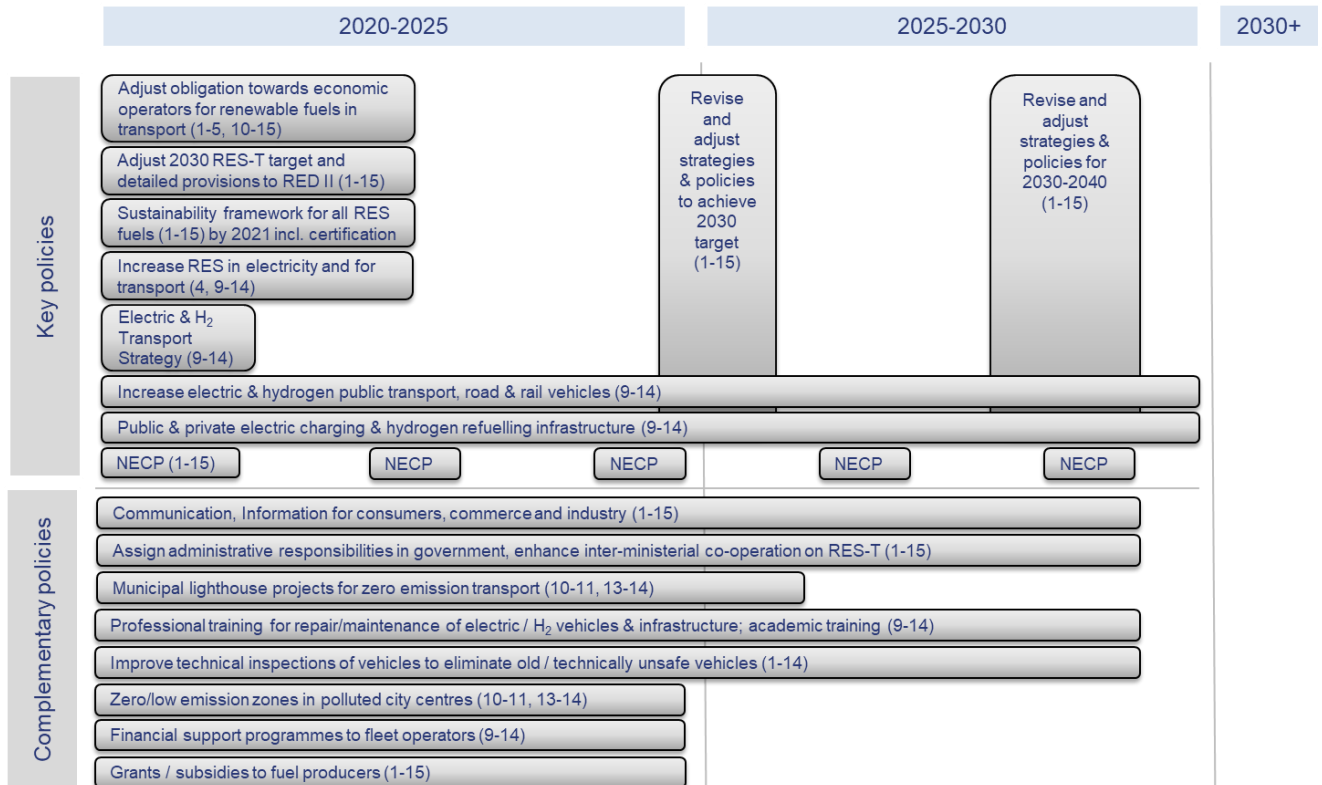 2020-2025
2025-2030
2030+
Key policies
Adjust obligation towards economic
operators for renewable fuels in
transport (1-5, 10-15)
Adjust 2030 RES-T target and
detailed provisions to RED II (1-15)
Sustainability framework for all RES
fuels (1-15) by 2021 incl. certification
Increase RES in electricity and for
transport (4, 9-14)
Electric & H₂
Transport
Strategy (9-14)
Revise
and
adjust
strategies
& policies
to achieve
2030
target
(1-15)
Revise and
adjust
strategies &
policies for
2030-2040
(1-15)
Increase electric & hydrogen public transport, road & rail vehicles (9-14)
Public & private electric charging & hydrogen refuelling infrastructure (9-14)
NECP (1-15)
NECP
NECP
NECP
NECP
Complementary policies
Communication, Information for consumers, commerce and industry (1-15)
Assign administrative responsibilities in government, enhance inter-ministerial co-operation on RES-T (1-15)
Municipal lighthouse projects for zero emission transport (10-11, 13-14)
Professional training for repair/maintenance of electric / H₂ vehicles & infrastructure; academic training (9-14)
Improve technical inspections of vehicles to eliminate old / technically unsafe vehicles (1-14)
Zero/low emission zones in polluted city centres (10-11, 13-14)
Financial support programmes to fleet operators (9-14)
Grants / subsidies to fuel producers (1-15)